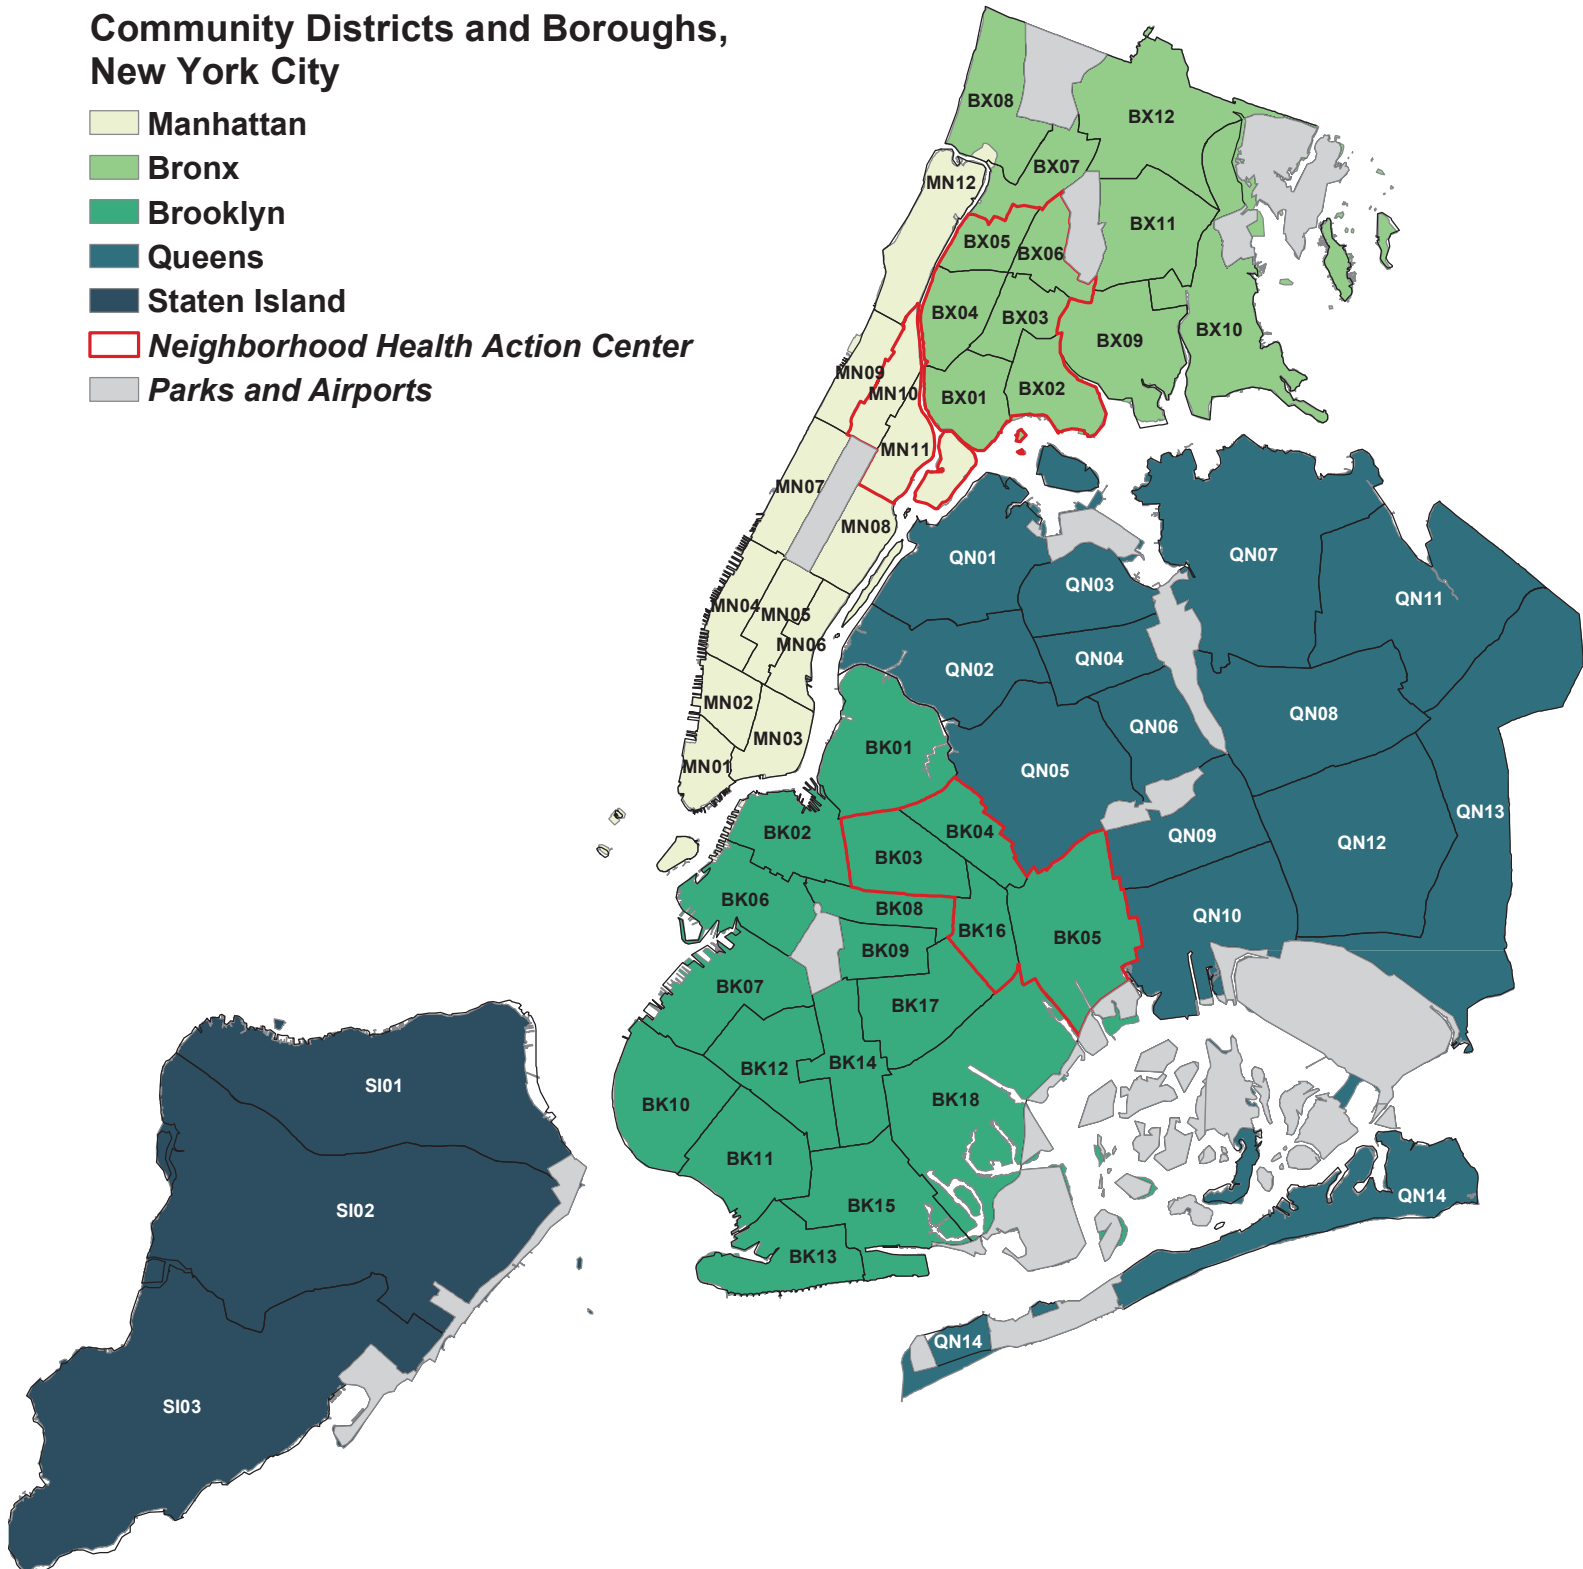 Community Districts and Boroughs,
New York City
Manhattan
Bronx
Brooklyn
Queens
Staten Island
Neighborhood Health Action Center
Parks and Airports
BX08
BX12
BX07
MN12
BX11
BX05
BX06
BX04
BX03
BX10
BX09
MN09
MN10
BX02
BX01
MN11
MN07
MN08
QN07
QN01
QN03
QN11
MN04
MN05
MN06
QN04
QN02
MN02
QN08
QN06
MN03
BK01
MN01
QN05
QN13
BK02
BK04
QN09
QN12
BK03
BK06
BK08
QN10
BK16
BK05
BK09
BK07
BK17
BK14
BK12
SI01
BK18
BK10
BK11
QN14
BK15
SI02
BK13
QN14
SI03